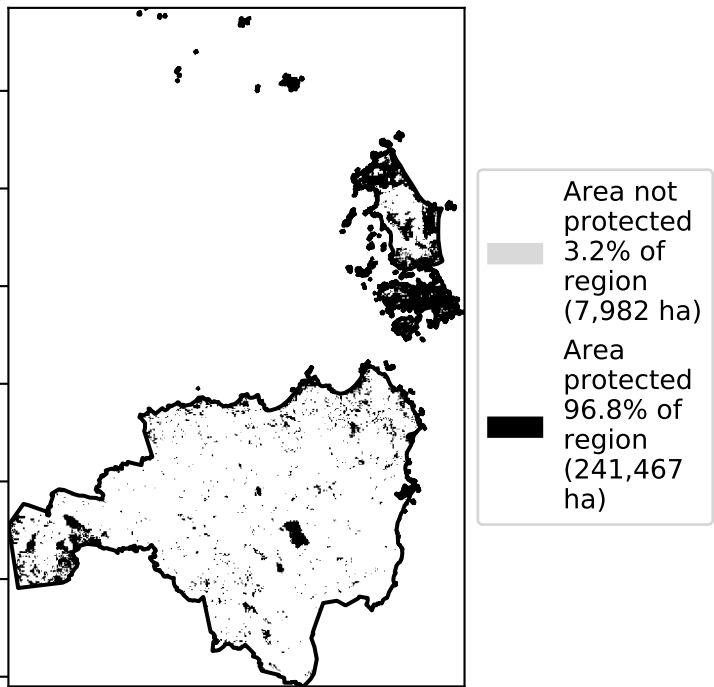 Area not
protected
3.2% of
region
(7,982 ha)
Area
protected
96.8% of
region
(241,467
ha)